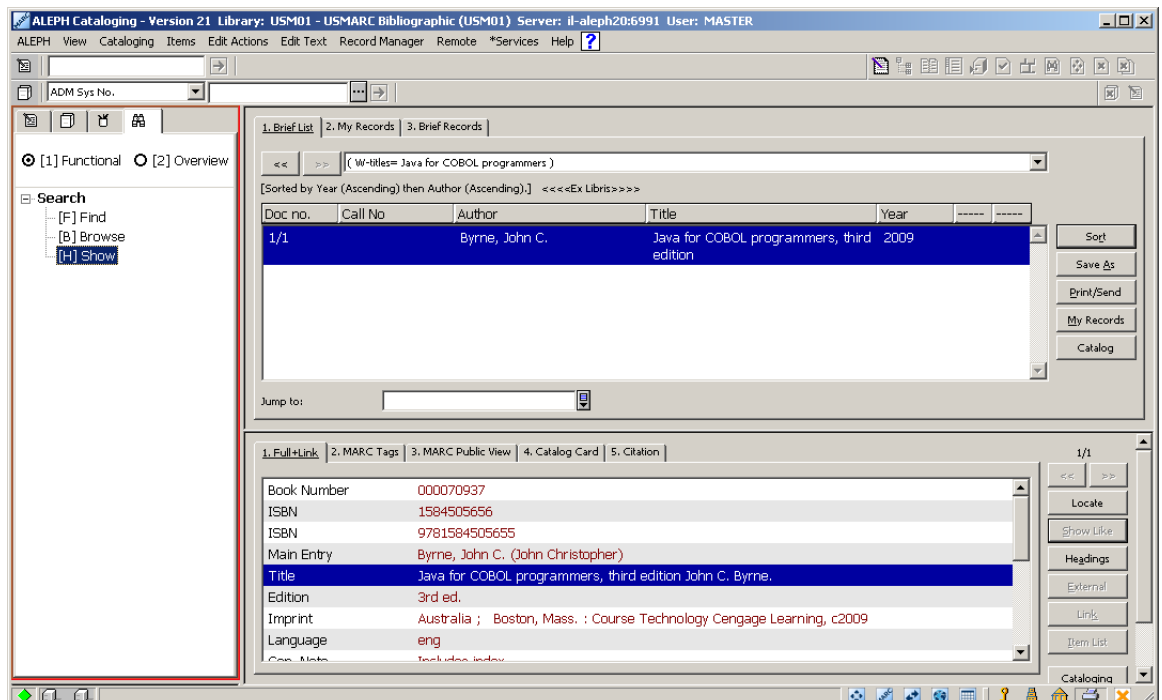 ALEPH Cataloging - Version 21 Library: USM01 - USMARC Bibliographic (USM01) Server: il-aleph20:6991 User: MASTER
ALEPH View Cataloging Items Edit Actions Edit Text Record Manager Remote *Services Help ?
ADM Sys No. ...
[1] Functional [2] Overview
Search
[F] Find
[B] Browse
[H] Show
1. Brief List 2. My Records 3. Brief Records
<< >> ( W-titles= Java for COBOL programmers )
[Sorted by Year (Ascending) then Author (Ascending).] <<<<Ex Libris>>>>
Doc no. Call No Author Title Year ----- -----
1/1 Byrne, John C. Java for COBOL programmers, third 2009
edition
Sort
Save As
Print/Send
My Records
Catalog
Jump to:
1. Full+Link 2. MARC Tags 3. MARC Public View 4. Catalog Card 5. Citation
1/1
<< >>
Book Number 000070937
ISBN 1584505656
ISBN 9781584505655
Main Entry Byrne, John C. (John Christopher)
Title Java for COBOL programmers, third edition John C. Byrne.
Edition 3rd ed.
Imprint Australia ; Boston, Mass. : Course Technology Cengage Learning, c2009
Language eng
Gen. Note Includes index
Locate
Show Like
Headings
External
Link
Item List
Cataloging